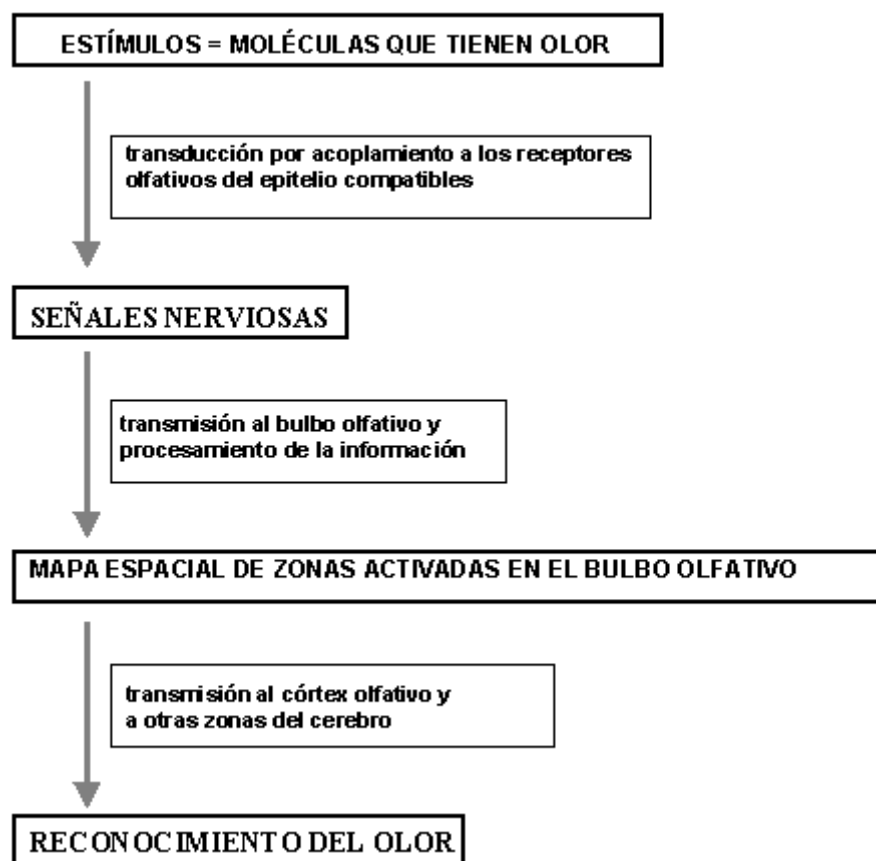 ESTÍMULOS = MOLÉCULAS QUE TIENEN OLOR
transducción por acoplamiento a los receptores
olfativos del epitelio compatibles
SEÑALES NERVIOSAS
transmisión al bulbo olfativo y
procesamiento de la información
MAPA ESPACIAL DE ZONAS ACTIVADAS EN EL BULBO OLFATIVO
transmisión al córtex olfativo y
a otras zonas del cerebro
RECONOCIMIENTO DEL OLOR